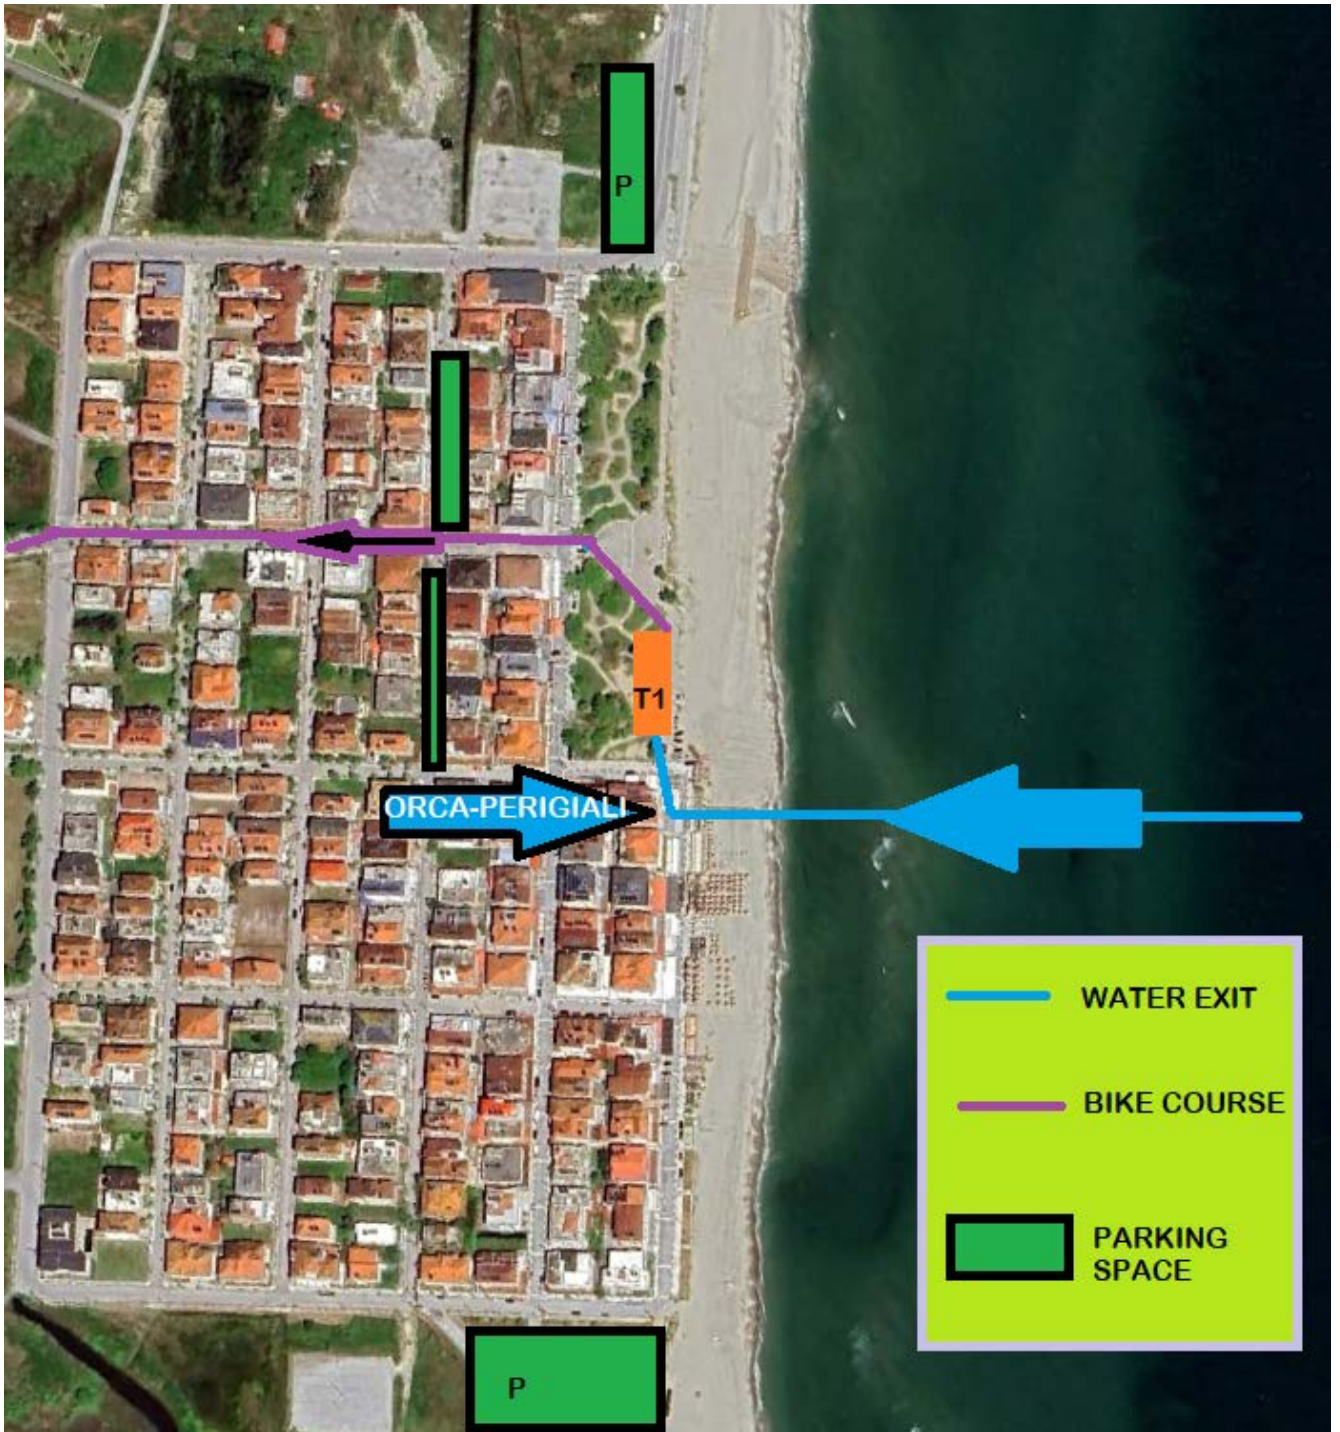 P
T1
ORCA-PERIGIALI
WATER EXIT
BIKE COURSE
PARKING
SPACE
P